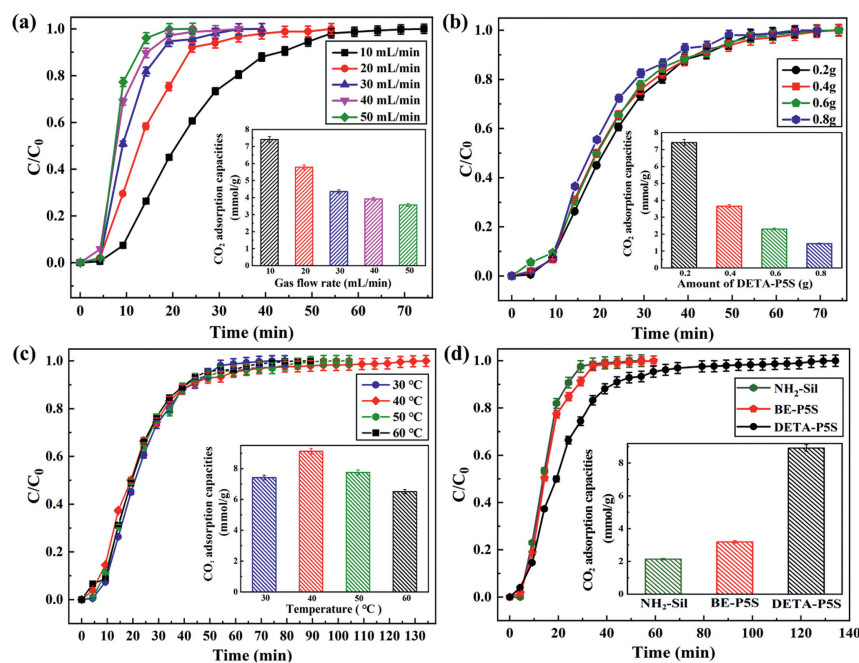 (a)
C/C0
1.0
0.8
0.6
0.4
0.2
0.0
10 mL/min
20 mL/min
30 mL/min
40 mL/min
50 mL/min
CO2 adsorption capacities
(mmol/g)
8
7
6
5
4
3
2
1
0
10 20 30 40 50
Gas flow rate (mL/min)
0 10 20 30 40 50 60 70
Time (min)
(b)
C/C0
1.0
0.8
0.6
0.4
0.2
0.0
0.2g
0.4g
0.6g
0.8g
CO2 adsorption capacities
(mmol/g)
8
7
6
5
4
3
2
1
0
0.2 0.4 0.6 0.8
Amount of DETA-P5S (g)
0 10 20 30 40 50 60 70 80
Time (min)
(c)
C/C0
1.0
0.8
0.6
0.4
0.2
0.0
30 ℃
40 ℃
50 ℃
60 ℃
CO2 adsorption capacities
(mmol/g)
8
6
4
2
0
30 40 50 60
Temperature (℃)
0 10 20 30 40 50 60 70 80 90 100 110 120 130
Time (min)
(d)
C/C0
1.0
0.8
0.6
0.4
0.2
0.0
NH2-Sil
BE-P5S
DETA-P5S
CO2 adsorption capacities
(mmol/g)
8
6
4
2
0
NH2-Sil BE-P5S DETA-P5S
0 20 40 60 80 100 120 140
Time (min)